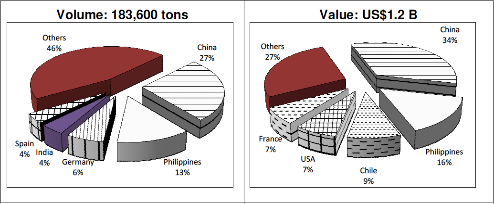 Volume: 183,600 tons
Others
46%
China
27%
Philippines
13%
Germany
6%
India
4%
Spain
4%
Value: US$1.2 B
Others
27%
China
34%
Philippines
16%
Chile
9%
USA
7%
France
7%